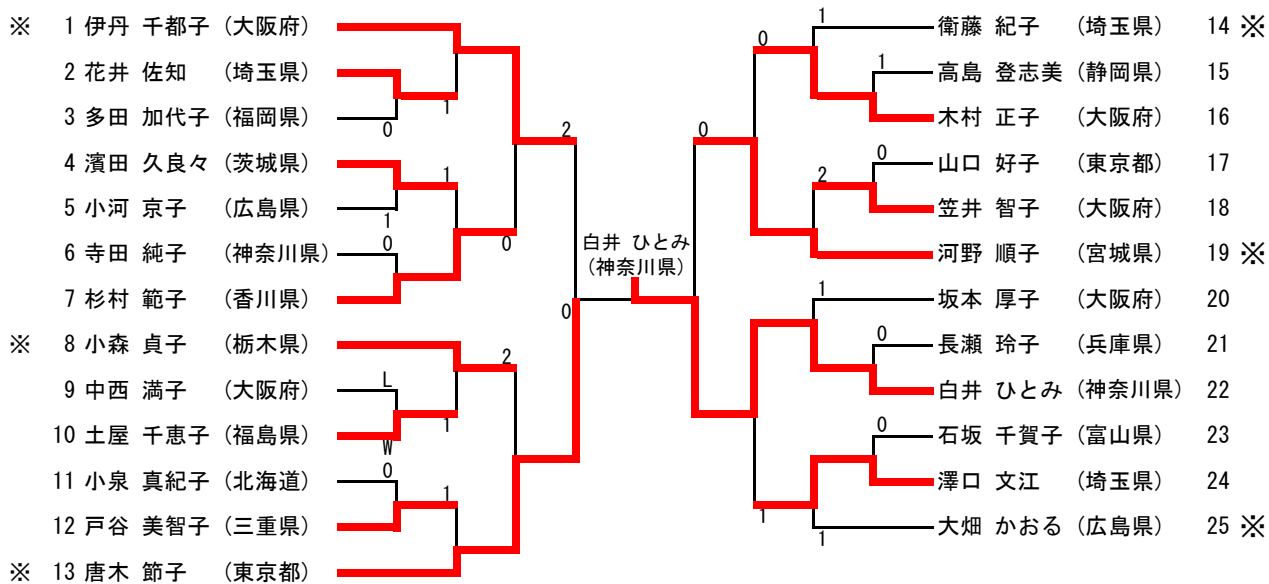 ※ 1 伊丹 千都子 (大阪府)
2 花井 佐知 (埼玉県)
3 多田 加代子 (福岡県)
4 濱田 久良々 (茨城県)
5 小河 京子 (広島県)
6 寺田 純子 (神奈川県)
7 杉村 範子 (香川県)
※ 8 小森 貞子 (栃木県)
9 中西 満子 (大阪府)
10 土屋 千恵子 (福島県)
11 小泉 真紀子 (北海道)
12 戸谷 美智子 (三重県)
※ 13 唐木 節子 (東京都)
1
0
1
1
0
0
2
0
L
W
0
1
1
2
0
白井 ひとみ
(神奈川県)
0
0
1
1
0
2
1
0
0
1
1
衛藤 紀子 (埼玉県) 14 ※
高島 登志美 (静岡県) 15
木村 正子 (大阪府) 16
山口 好子 (東京都) 17
笠井 智子 (大阪府) 18
河野 順子 (宮城県) 19 ※
坂本 厚子 (大阪府) 20
長瀬 玲子 (兵庫県) 21
白井 ひとみ (神奈川県) 22
石坂 千賀子 (富山県) 23
澤口 文江 (埼玉県) 24
大畑 かおる (広島県) 25 ※